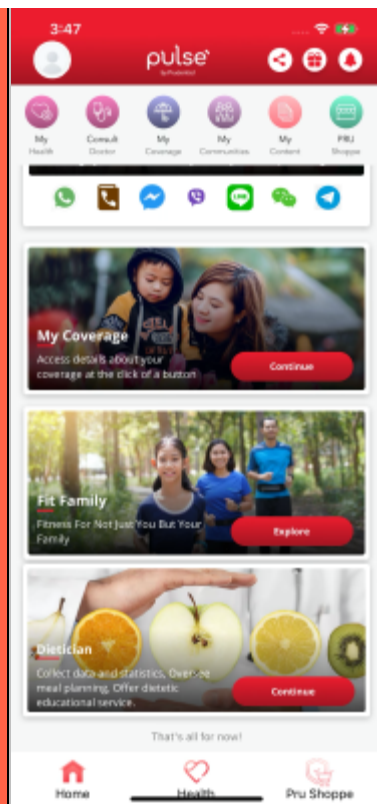 3:47
pulse
by Prudential
My
Health
Consult
Doctor
My
Coverage
My
Communities
My
Content
PRU
Shoppe
LINE
My Coverage
Access details about your
coverage at the click of a button
Continue
Fit Family
Fitness For Not Just You But Your
Family
Explore
Dietician
Collect data and statistics, Oversee
meal planning, Offer dietetic
educational service.
Continue
That's all for now!
Home
Health
Pru Shoppe